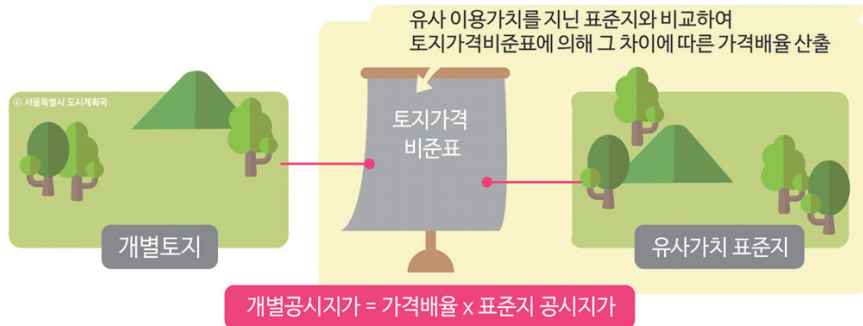 유사 이용가치를 지닌 표준지와 비교하여
토지가격비준표에 의해 그 차이에 따른 가격배율 산출
ⓒ 서울특별시 도시계획국
토지가격
비준표
개별토지
유사가치 표준지
개별공시지가 = 가격배율 x 표준지 공시지가